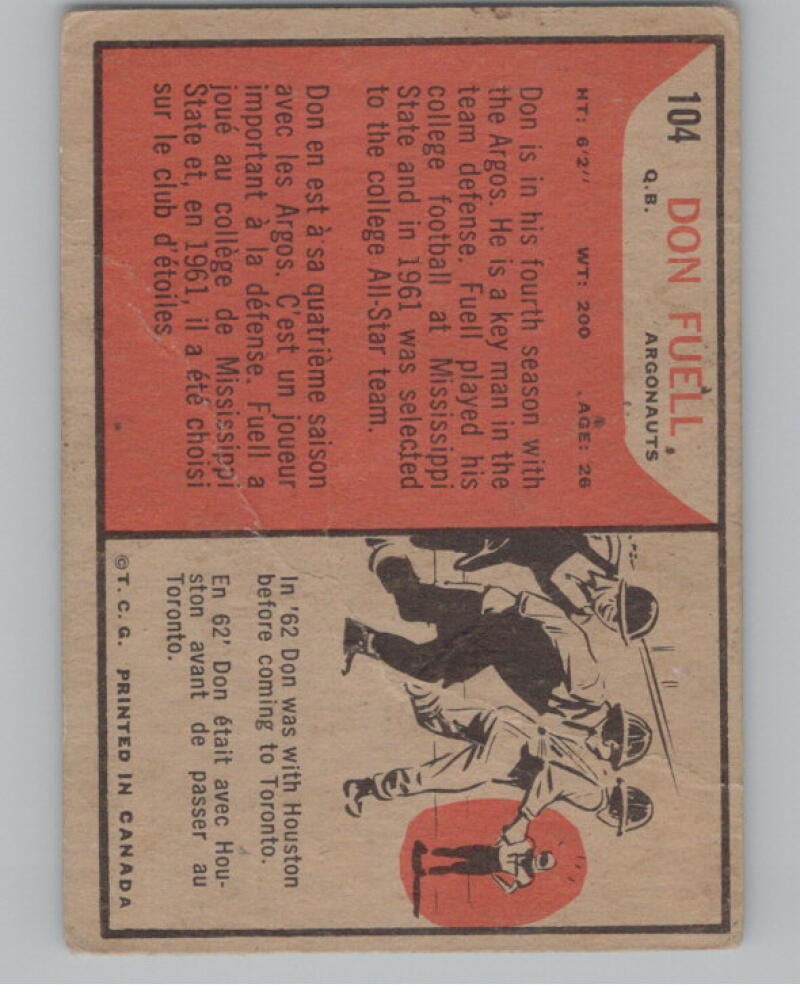 104 DON FUELL
Q.B. ARGONAUTS
HT: 6'2" WT: 200 AGE: 26
Don is in his fourth season with
the Argos. He is a key man in the
team defense. Fuell played his
college football at Mississippi
State and in 1961 was selected
to the college All-Star team.
Don en est à sa quatrième saison
avec les Argos. C'est un joueur
important à la défense. Fuell a
joué au collège de Mississippi
State et, en 1961, il a été choisi
sur le club d'étoiles
In '62 Don was with Houston
before coming to Toronto.
En 62' Don était avec Hou-
ston avant de passer au
Toronto.
©T.C.G. PRINTED IN CANADA